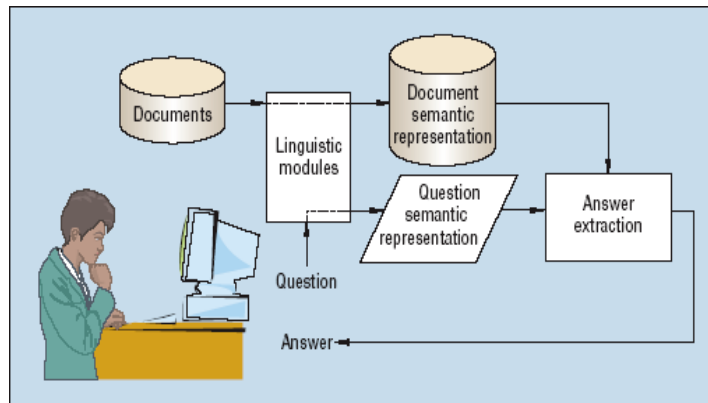 Documents
Linguistic
modules
Document
semantic
representation
Question
semantic
representation
Answer
extraction
Question
Answer